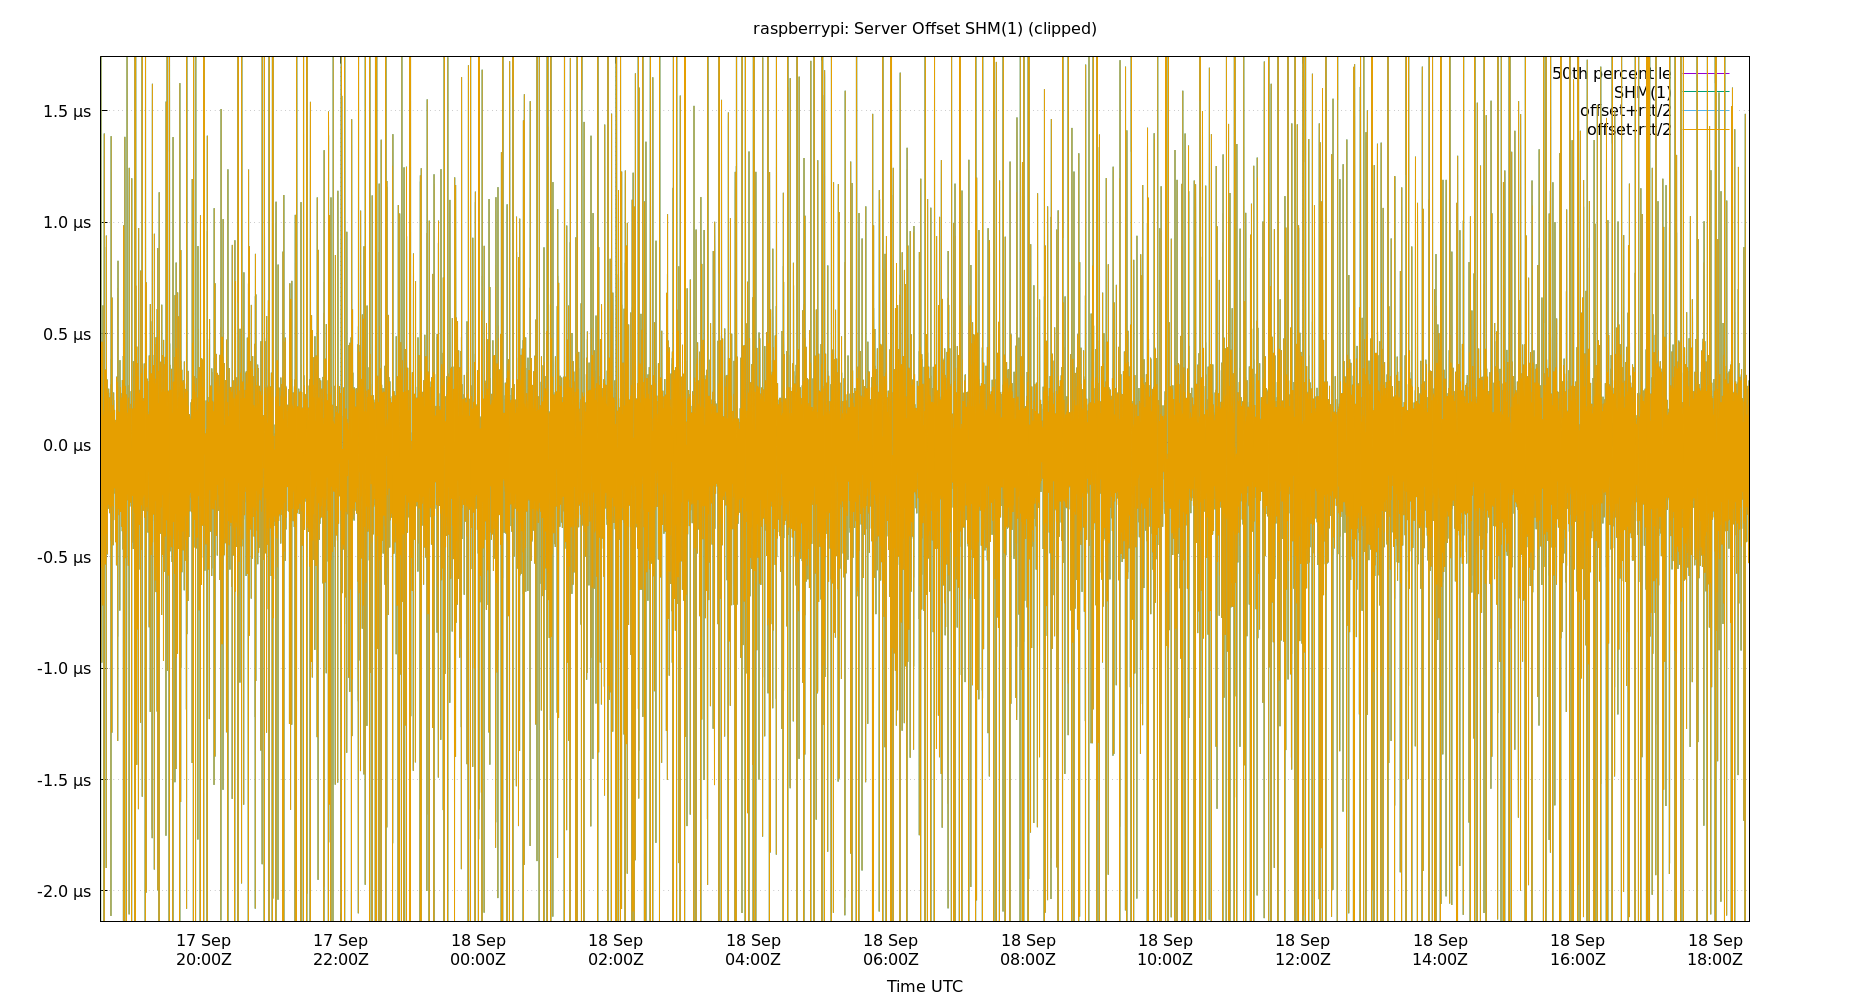 raspberrypi: Server Offset SHM(1) (clipped)
50th percentile
SHM(1)
offset+rtt/2
offset-rtt/2
1.5 µs
1.0 µs
0.5 µs
0.0 µs
-0.5 µs
-1.0 µs
-1.5 µs
-2.0 µs
17 Sep 17 Sep 18 Sep 18 Sep 18 Sep 18 Sep 18 Sep 18 Sep 18 Sep 18 Sep 18 Sep 18 Sep
20:00Z 22:00Z 00:00Z 02:00Z 04:00Z 06:00Z 08:00Z 10:00Z 12:00Z 14:00Z 16:00Z 18:00Z
Time UTC